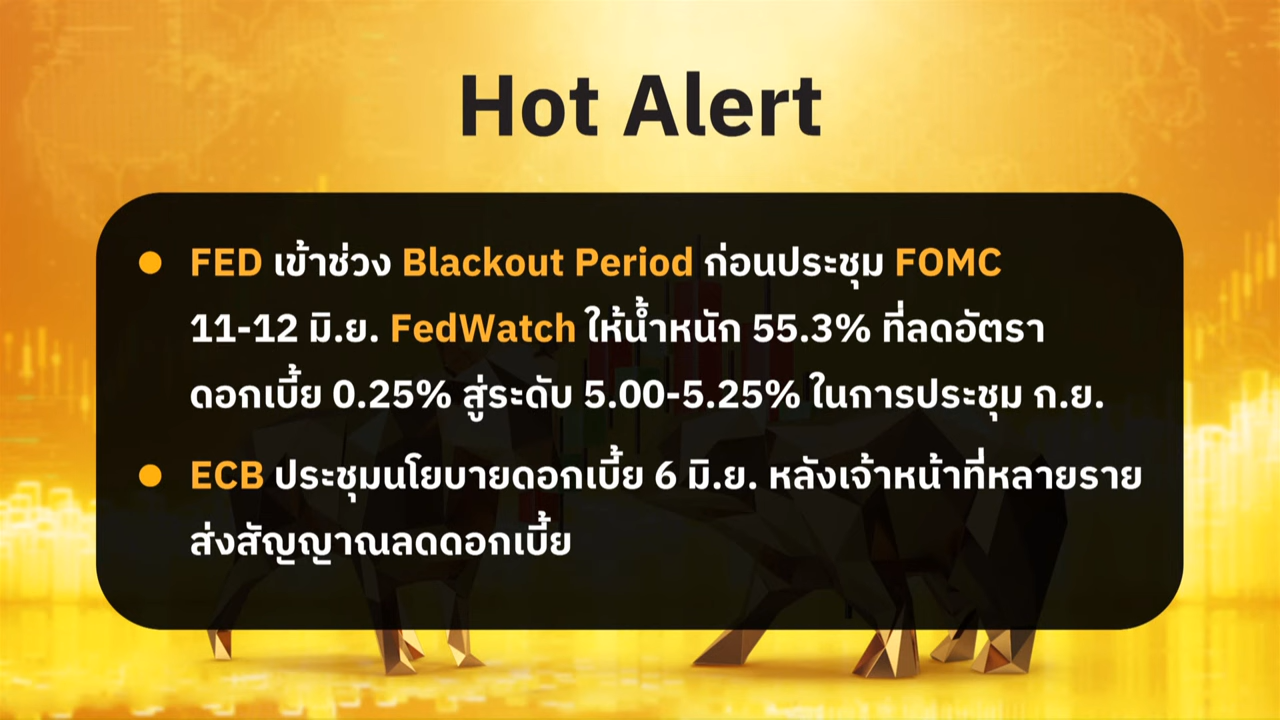 Hot Alert
FED เข้าช่วง Blackout Period ก่อนประชุม FOMC
11-12 มิ.ย. FedWatch ให้น้ำหนัก 55.3% ที่ลดอัตรา
ดอกเบี้ย 0.25% สู่ระดับ 5.00-5.25% ในการประชุม ก.ย.
ECB ประชุมนโยบายดอกเบี้ย 6 มิ.ย. หลังเจ้าหน้าที่หลายราย
ส่งสัญญาณลดดอกเบี้ย